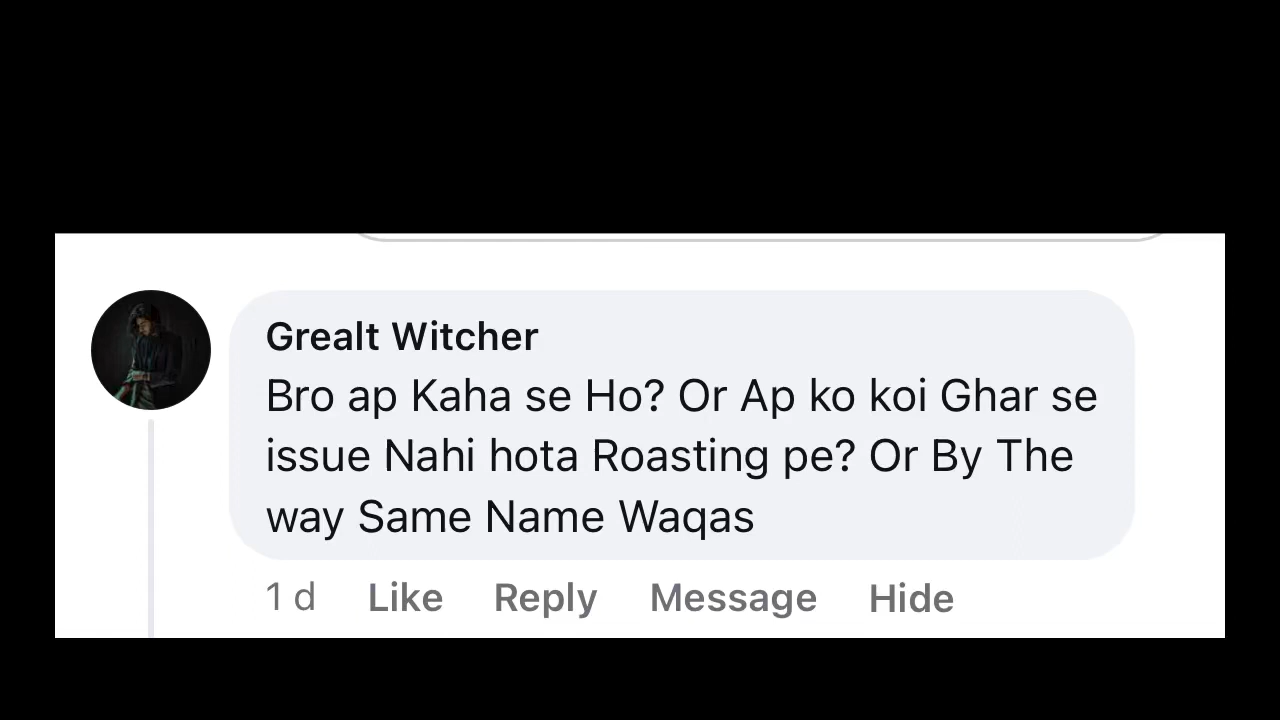 Grealt Witcher
Bro ap Kaha se Ho? Or Ap ko koi Ghar se
issue Nahi hota Roasting pe? Or By The
way Same Name Waqas
1 d Like Reply Message Hide